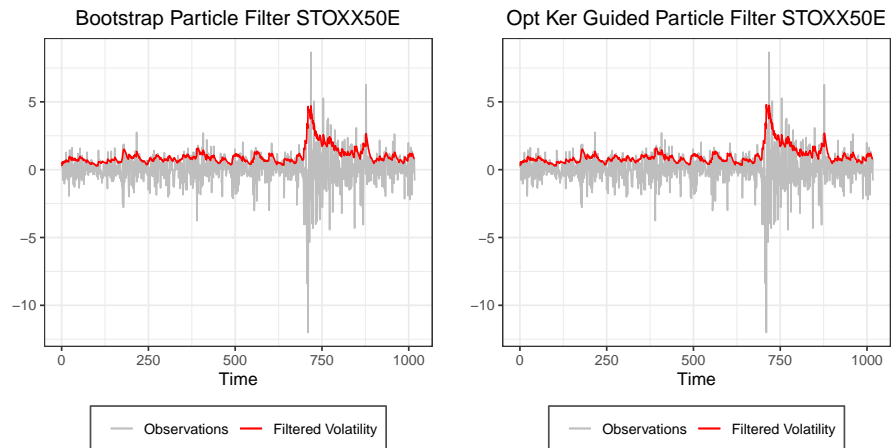 Bootstrap Particle Filter STOXX50E
5
0
−5
−10
0 250 500 750 1000
Time
Observations Filtered Volatility
Opt Ker Guided Particle Filter STOXX50E
5
0
−5
−10
0 250 500 750 1000
Time
Observations Filtered Volatility